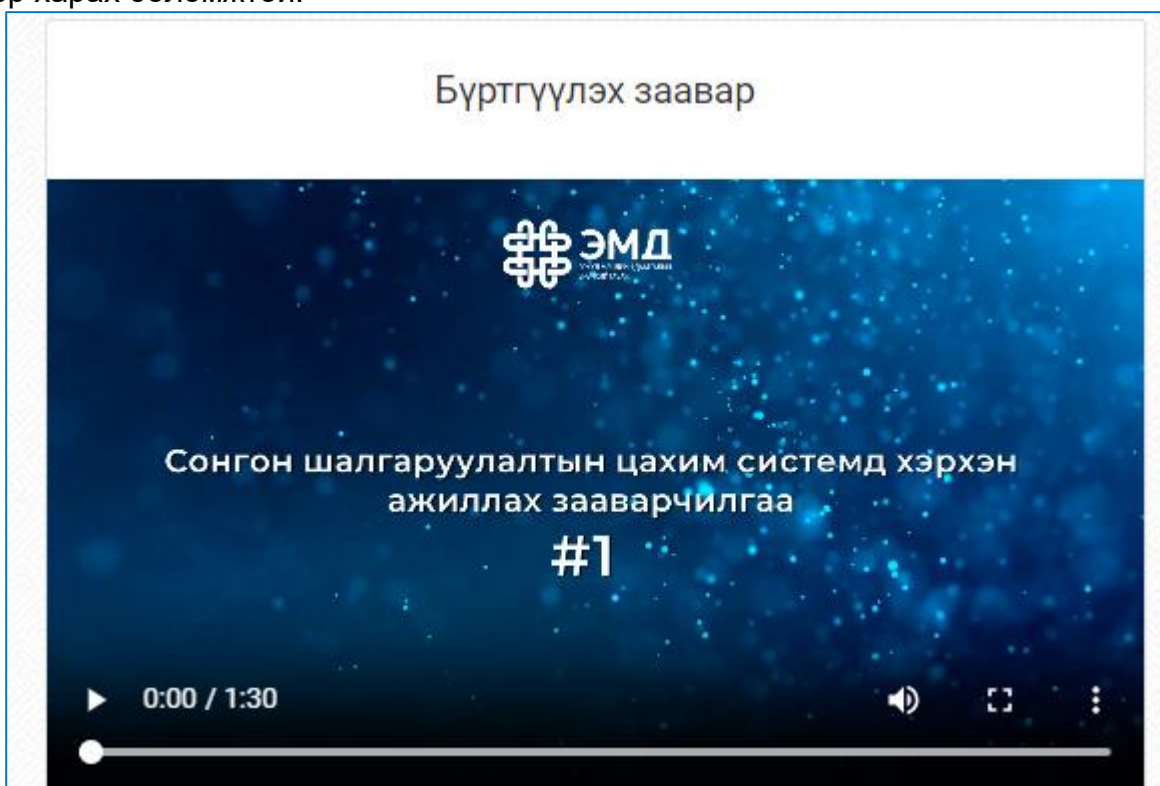 Бүртгүүлэх заавар
ЭМД
Сонгон шалгаруулалтын цахим системд хэрхэн
ажиллах зааварчилгаа
#1
0:00 / 1:30